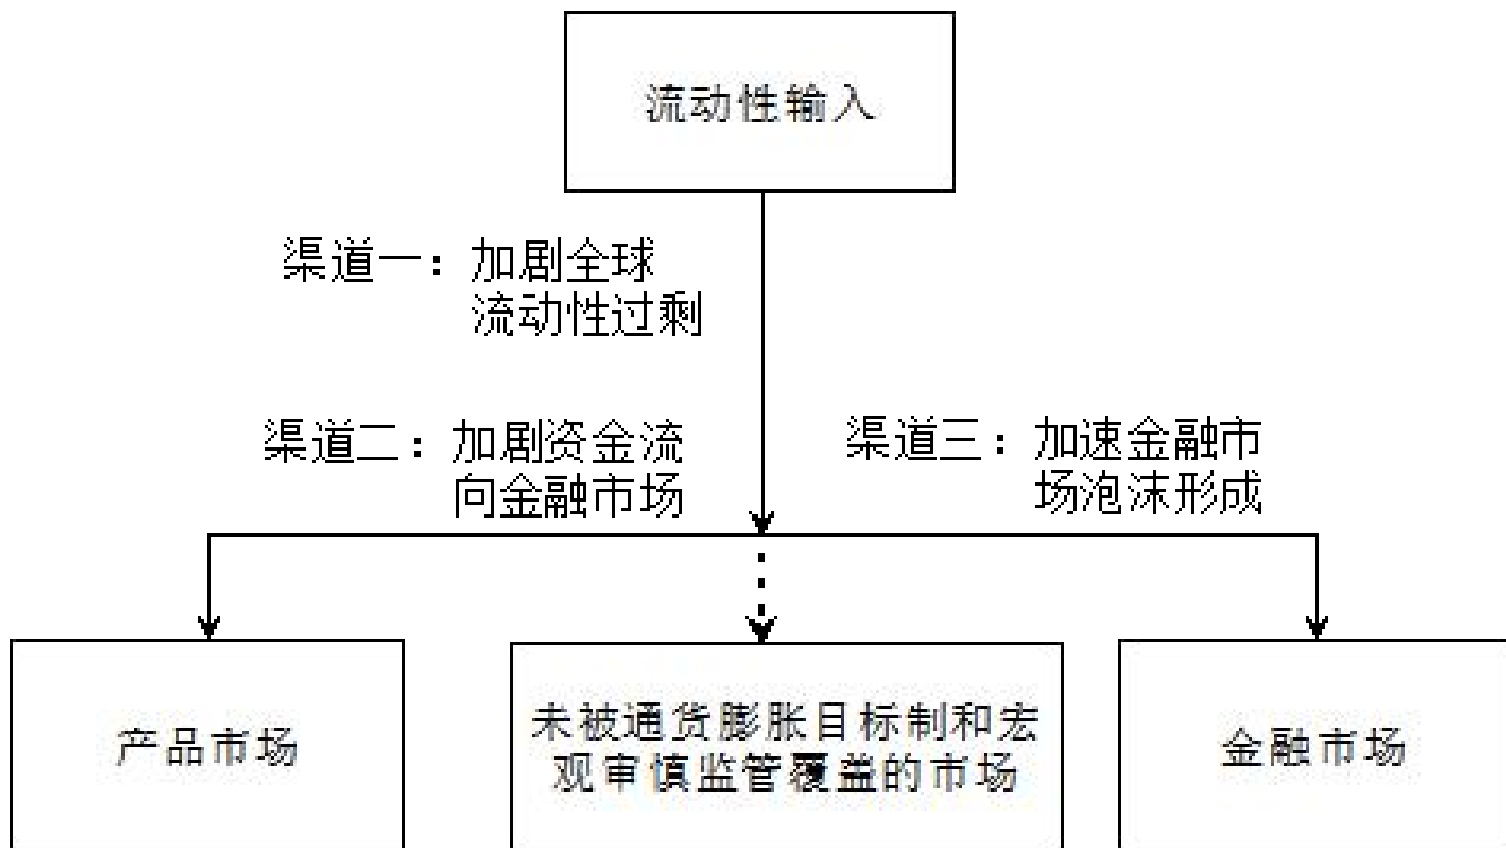 流动性输入
渠道一：加剧全球
流动性过剩
渠道二：加剧资金流
向金融市场
渠道三：加速金融市
场泡沫形成
产品市场
未被通货膨胀目标制和宏
观审慎监管覆盖的市场
金融市场